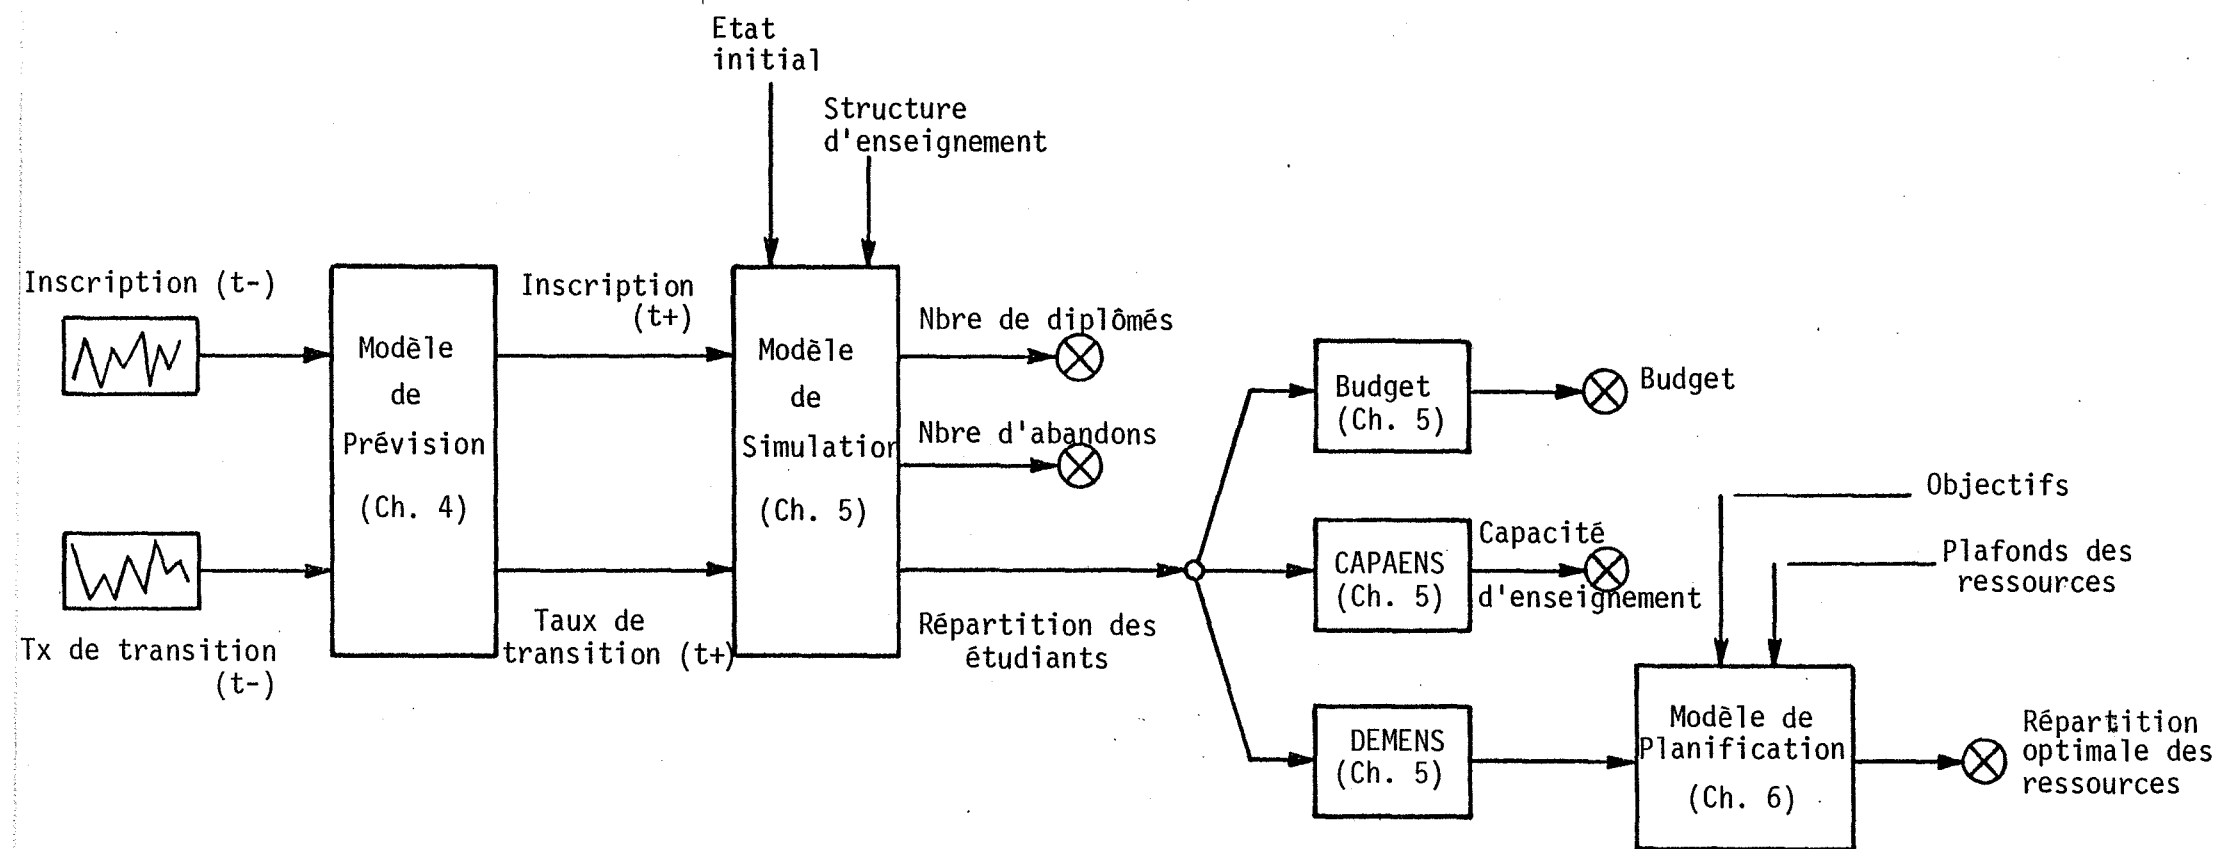 Etat
initial
Structure
d'enseignement
Inscription (t-)
Tx de transition
(t-)
Modèle
de
Prévision
(Ch. 4)
Inscription
(t+)
Taux de
transition (t+)
Modèle
de
Simulation
(Ch. 5)
Nbre de diplômés
Nbre d'abandons
Répartition des
étudiants
Budget
(Ch. 5)
Budget
CAPAENS
(Ch. 5)
Capacité
d'enseignement
DEMENS
(Ch. 5)
Objectifs
Plafonds des
ressources
Modèle de
Planification
(Ch. 6)
Répartition
optimale des
ressources